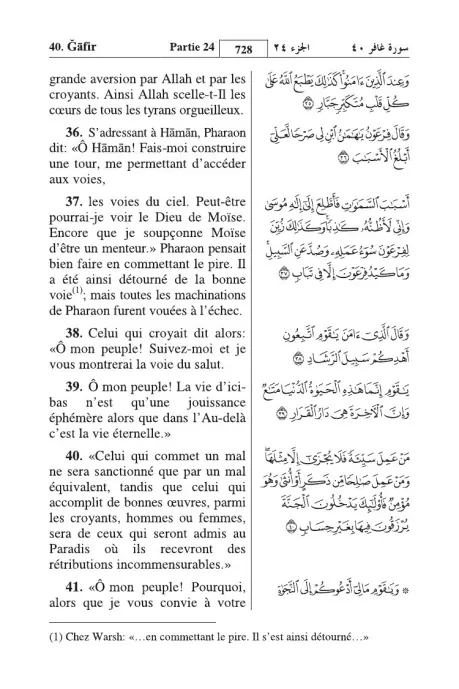 40. Ğāfir Partie 24 728 الجزء ٢٤ سورة غافر ٤٠
grande aversion par Allah et par les
croyants. Ainsi Allah scelle-t-Il les
cœurs de tous les tyrans orgueilleux.
36. S'adressant à Hāmān, Pharaon
dit: «Ô Hāmān! Fais-moi construire
une tour, me permettant d'accéder
aux voies,
37. les voies du ciel. Peut-être
pourrai-je voir le Dieu de Moïse.
Encore que je soupçonne Moïse
d'être un menteur.» Pharaon pensait
bien faire en commettant le pire. Il
a été ainsi détourné de la bonne
voie(1); mais toutes les machinations
de Pharaon furent vouées à l'échec.
38. Celui qui croyait dit alors:
«Ô mon peuple! Suivez-moi et je
vous montrerai la voie du salut.
39. Ô mon peuple! La vie d'ici-
bas n'est qu'une jouissance
éphémère alors que dans l'Au-delà
c'est la vie éternelle.»
40. «Celui qui commet un mal
ne sera sanctionné que par un mal
équivalent, tandis que celui qui
accomplit de bonnes œuvres, parmi
les croyants, hommes ou femmes,
sera de ceux qui seront admis au
Paradis où ils recevront des
rétributions incommensurables.»
41. «Ô mon peuple! Pourquoi,
alors que je vous convie à votre
وَعِندَ ٱلَّذِينَ ءَامَنُوا۟ كَذَٰلِكَ يَطْبَعُ ٱللَّهُ عَلَىٰ
كُلِّ قَلْبِ مُتَكَبِّرٍ جَبَّارٍ ٣٥
وَقَالَ فِرْعَوْنُ يَٰهَٰمَٰنُ ٱبْنِ لِى صَرْحًا لَّعَلِّىٓ
أَبْلُغُ ٱلْأَسْبَٰبَ ٣٦
أَسْبَٰبَ ٱلسَّمَٰوَٰتِ فَأَطَّلِعَ إِلَىٰٓ إِلَٰهِ مُوسَىٰ
وَإِنِّى لَأَظُنُّهُۥ كَٰذِبًا ۚ وَكَذَٰلِكَ زُيِّنَ
لِفِرْعَوْنَ سُوٓءُ عَمَلِهِۦ وَصُدَّ عَنِ ٱلسَّبِيلِ ۚ
وَمَا كَيْدُ فِرْعَوْنَ إِلَّا فِى تَبَابٍ ٣٧
وَقَالَ ٱلَّذِىٓ ءَامَنَ يَٰقَوْمِ ٱتَّبِعُونِ
أَهْدِكُمْ سَبِيلَ ٱلرَّشَادِ ٣٨
يَٰقَوْمِ إِنَّمَا هَٰذِهِ ٱلْحَيَوٰةُ ٱلدُّنْيَا مَتَٰعٌ
وَإِنَّ ٱلْءَاخِرَةَ هِىَ دَارُ ٱلْقَرَارِ ٣٩
مَنْ عَمِلَ سَيِّئَةً فَلَا يُجْزَىٰٓ إِلَّا مِثْلَهَا ۖ
وَمَنْ عَمِلَ صَٰلِحًا مِّن ذَكَرٍ أَوْ أُنثَىٰ وَهُوَ
مُؤْمِنٌ فَأُو۟لَٰٓئِكَ يَدْخُلُونَ ٱلْجَنَّةَ
يُرْزَقُونَ فِيهَا بِغَيْرِ حِسَابٍ ٤٠
۞ وَيَٰقَوْمِ مَا لِىٓ أَدْعُوكُمْ إِلَى ٱلنَّجَوٰةِ
(1) Chez Warsh: «…en commettant le pire. Il s'est ainsi détourné…»